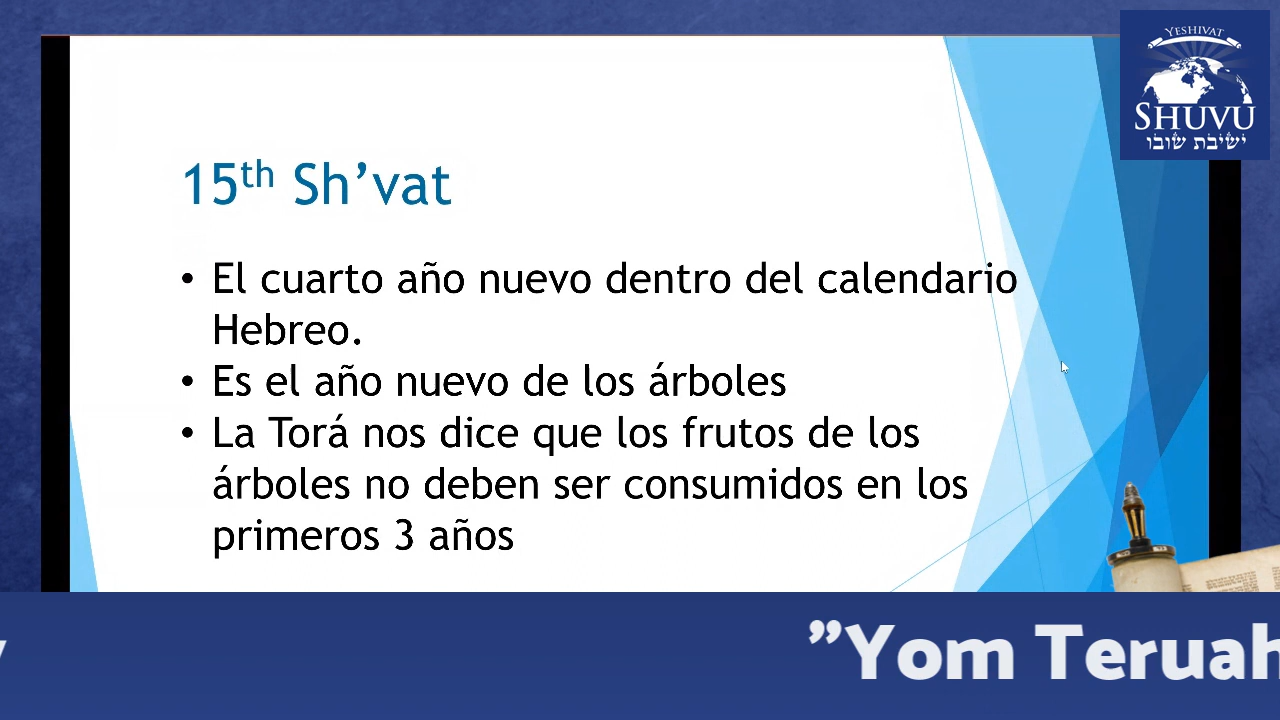 YESHIVAT
SHUVU
ישיבת שובו
15th Sh’vat
• El cuarto año nuevo dentro del calendario
Hebreo.
• Es el año nuevo de los árboles
• La Torá nos dice que los frutos de los
árboles no deben ser consumidos en los
primeros 3 años
”Yom Teruah